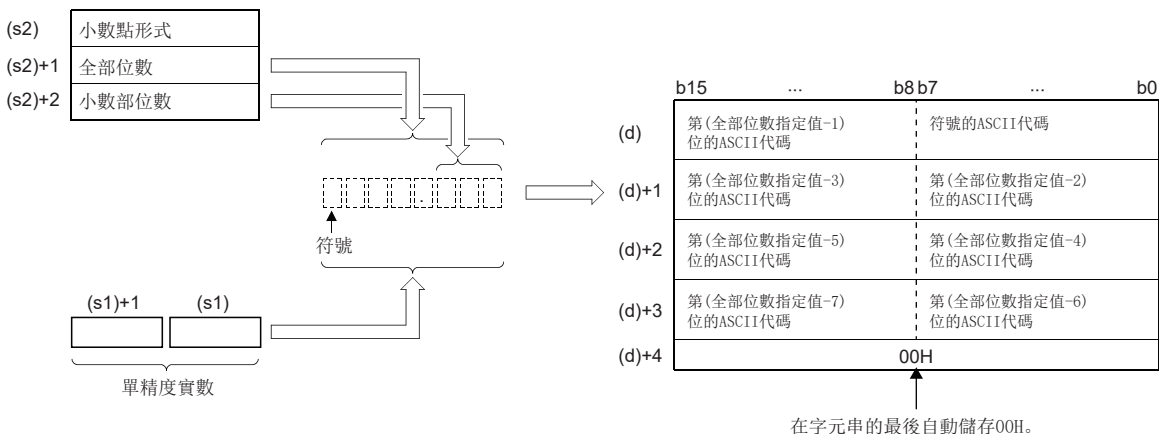 (s2) 小數點形式
(s2)+1 全部位數
(s2)+2 小數部位數
符號
(s1)+1 (s1)
單精度實數
b15 ... b8 b7 ... b0
(d)
第(全部位數指定值-1)
位的ASCII代碼
符號的ASCII代碼
(d)+1
第(全部位數指定值-3)
位的ASCII代碼
第(全部位數指定值-2)
位的ASCII代碼
(d)+2
第(全部位數指定值-5)
位的ASCII代碼
第(全部位數指定值-4)
位的ASCII代碼
(d)+3
第(全部位數指定值-7)
位的ASCII代碼
第(全部位數指定值-6)
位的ASCII代碼
(d)+4 00H
在字元串的最後自動儲存00H。